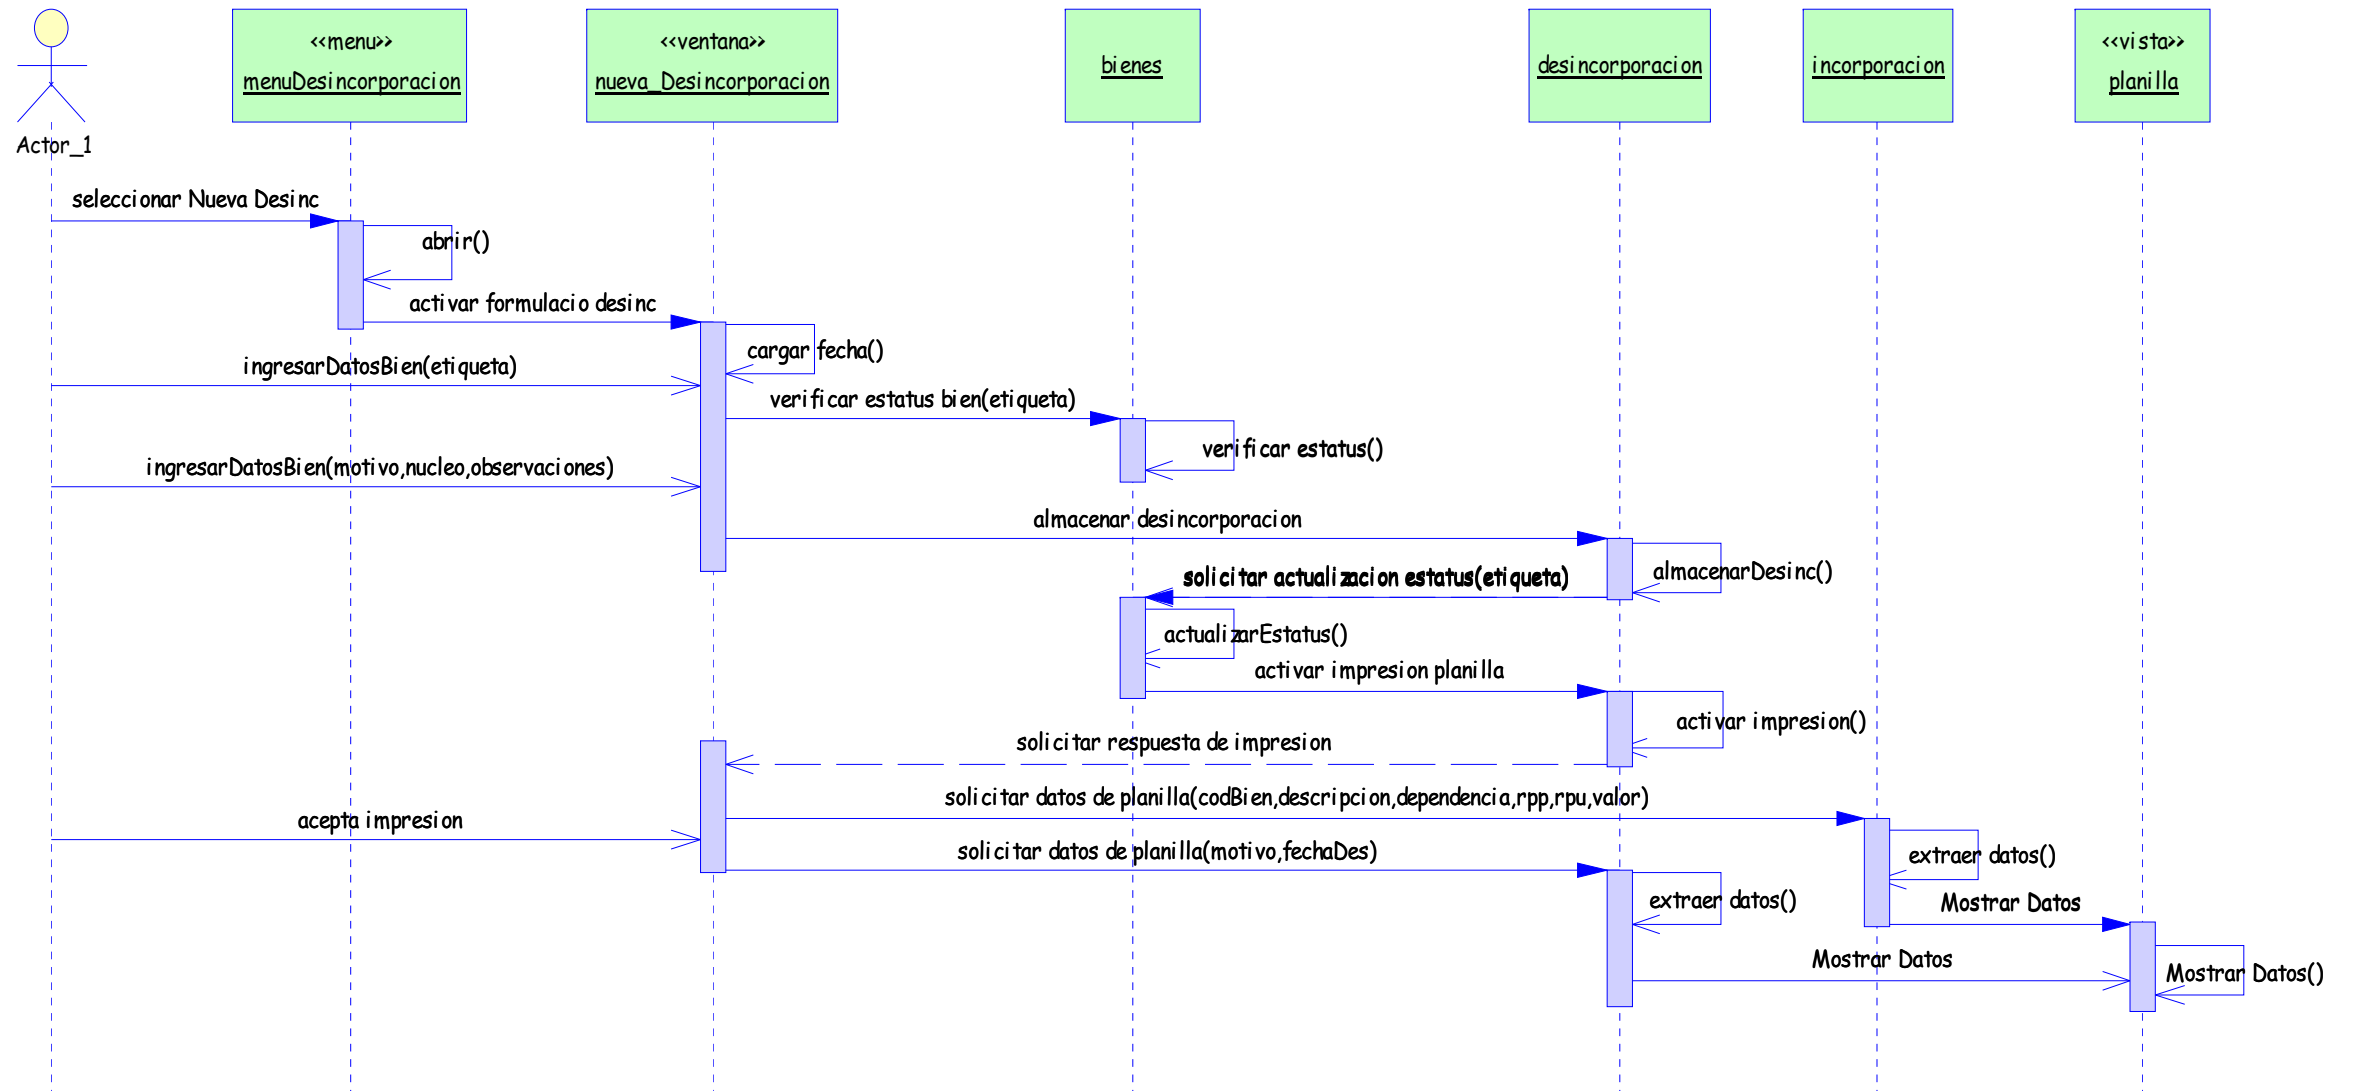 <<menu>>
menuDesincorporacion
<<ventana>>
nueva_Desincorporacion
bienes
desincorporacion
incorporacion
<<vista>>
planilla
Actor_1
seleccionar Nueva Desinc
abrir()
activar formulacio desinc
cargar fecha()
ingresarDatosBien(etiqueta)
verificar estatus bien(etiqueta)
verificar estatus()
ingresarDatosBien(motivo,nucleo,observaciones)
almacenar desincorporacion
almacenarDesinc()
solicitar actualizacion estatus(etiqueta)
actualizarEstatus()
activar impresion planilla
activar impresion()
solicitar respuesta de impresion
solicitar datos de planilla(codBien,descripcion,dependencia,rpp,rpu,valor)
acepta impresion
solicitar datos de planilla(motivo,fechaDes)
extraer datos()
extraer datos()
Mostrar Datos
Mostrar Datos
Mostrar Datos()